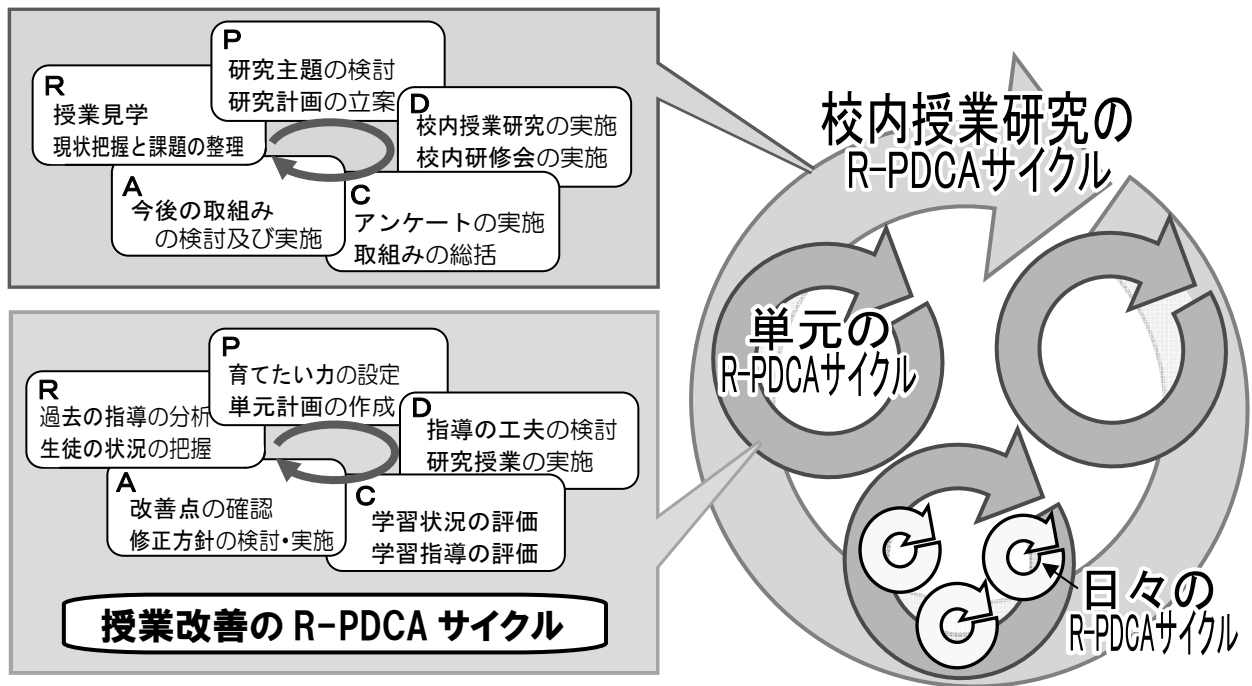 P
研究主題の検討
研究計画の立案
R
授業見学
現状把握と課題の整理
D
校内授業研究の実施
校内研修会の実施
A
今後の取組み
の検討及び実施
C
アンケートの実施
取組みの総括
P
育てたい力の設定
単元計画の作成
R
過去の指導の分析
生徒の状況の把握
D
指導の工夫の検討
研究授業の実施
A
改善点の確認
修正方針の検討・実施
C
学習状況の評価
学習指導の評価
授業改善の R-PDCA サイクル
校内授業研究の
R-PDCAサイクル
単元の
R-PDCAサイクル
日々の
R-PDCAサイクル